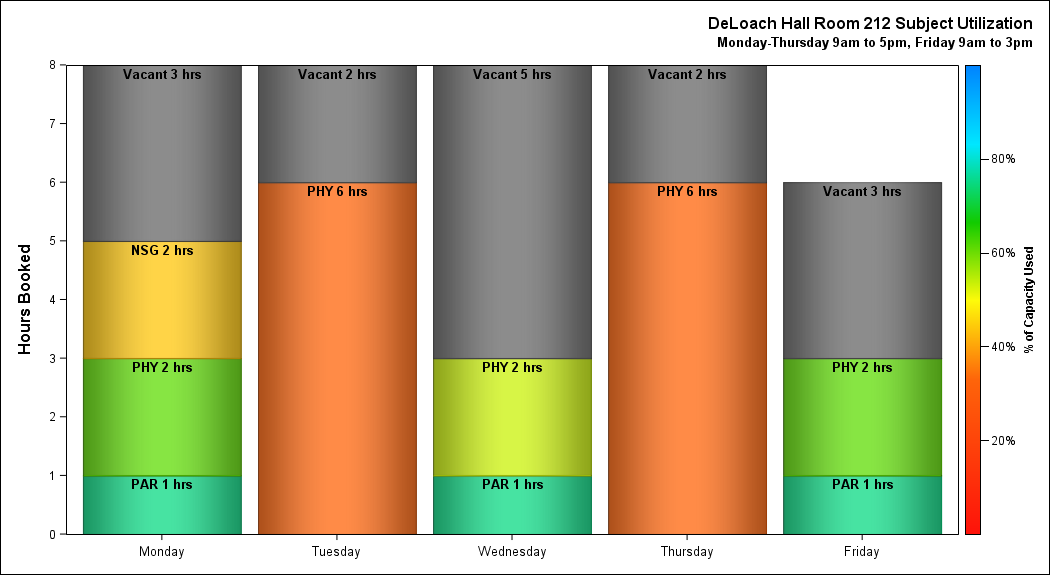 DeLoach Hall Room 212 Subject Utilization
Monday-Thursday 9am to 5pm, Friday 9am to 3pm
Hours Booked
8
7
6
5
4
3
2
1
0
Vacant 3 hrs
NSG 2 hrs
PHY 2 hrs
PAR 1 hrs
Vacant 2 hrs
PHY 6 hrs
Vacant 5 hrs
PHY 2 hrs
PAR 1 hrs
Vacant 2 hrs
PHY 6 hrs
Vacant 3 hrs
PHY 2 hrs
PAR 1 hrs
Monday
Tuesday
Wednesday
Thursday
Friday
80%
60%
40%
20%
% of Capacity Used